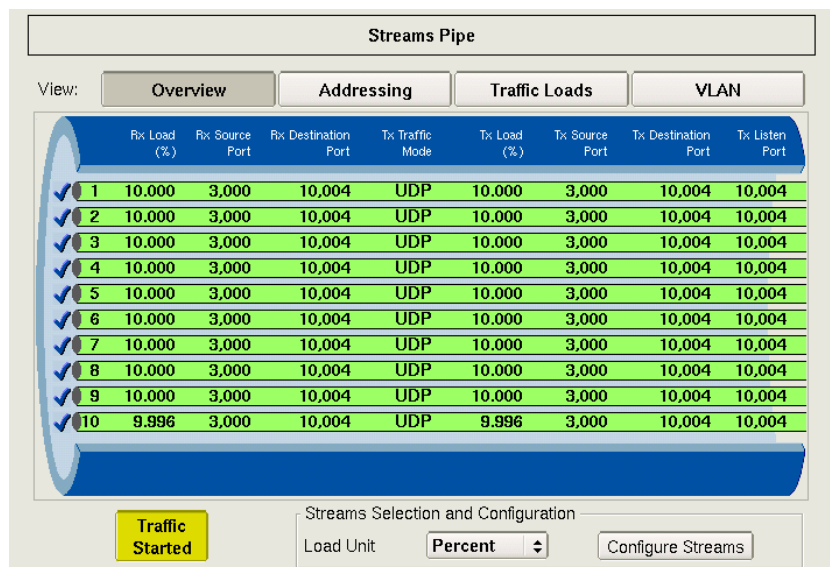 Streams Pipe
View: Overview Addressing Traffic Loads VLAN
Rx Load Rx Source Rx Destination Tx Traffic Tx Load Tx Source Tx Destination Tx Listen
(%) Port Port Mode (%) Port Port Port
1 10.000 3,000 10,004 UDP 10.000 3,000 10,004 10,004
2 10.000 3,000 10,004 UDP 10.000 3,000 10,004 10,004
3 10.000 3,000 10,004 UDP 10.000 3,000 10,004 10,004
4 10.000 3,000 10,004 UDP 10.000 3,000 10,004 10,004
5 10.000 3,000 10,004 UDP 10.000 3,000 10,004 10,004
6 10.000 3,000 10,004 UDP 10.000 3,000 10,004 10,004
7 10.000 3,000 10,004 UDP 10.000 3,000 10,004 10,004
8 10.000 3,000 10,004 UDP 10.000 3,000 10,004 10,004
9 10.000 3,000 10,004 UDP 10.000 3,000 10,004 10,004
10 9.996 3,000 10,004 UDP 9.996 3,000 10,004 10,004
Traffic
Started
Streams Selection and Configuration
Load Unit Percent Configure Streams